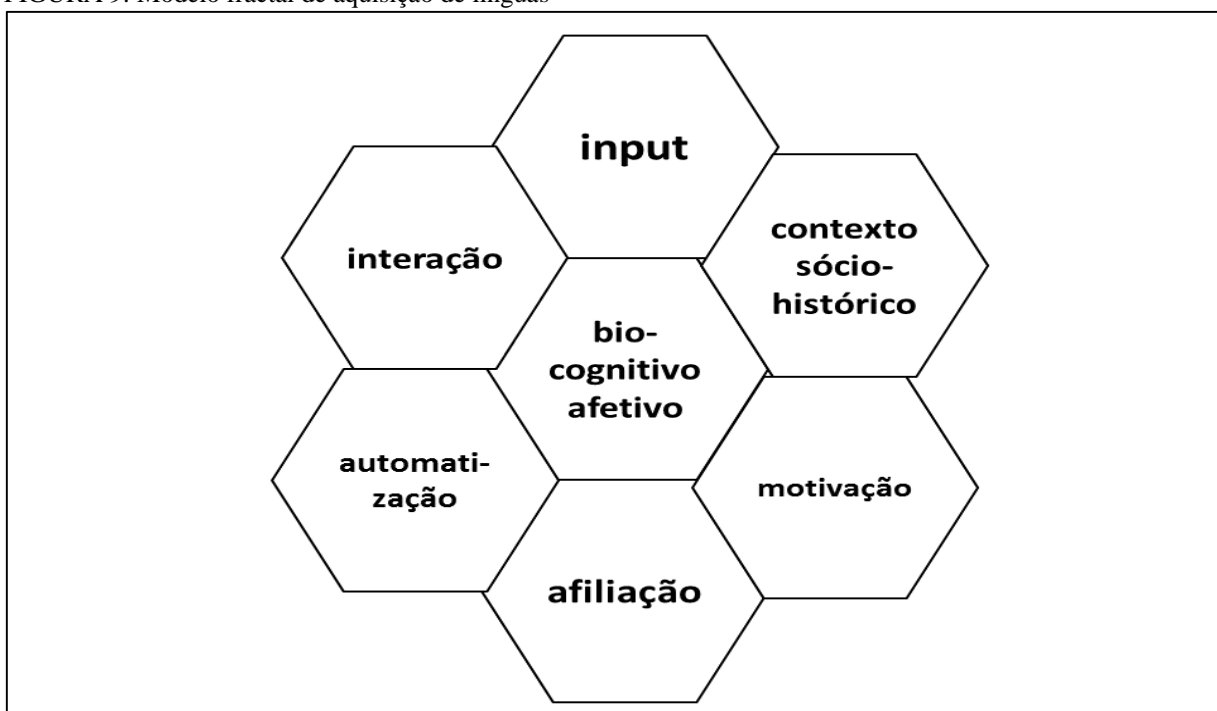 FIGURA 9: Modelo fractal de aquisição de línguas
input
interação
contexto
sócio-
histórico
bio-
cognitivo
afetivo
automati-
zação
motivação
afiliação